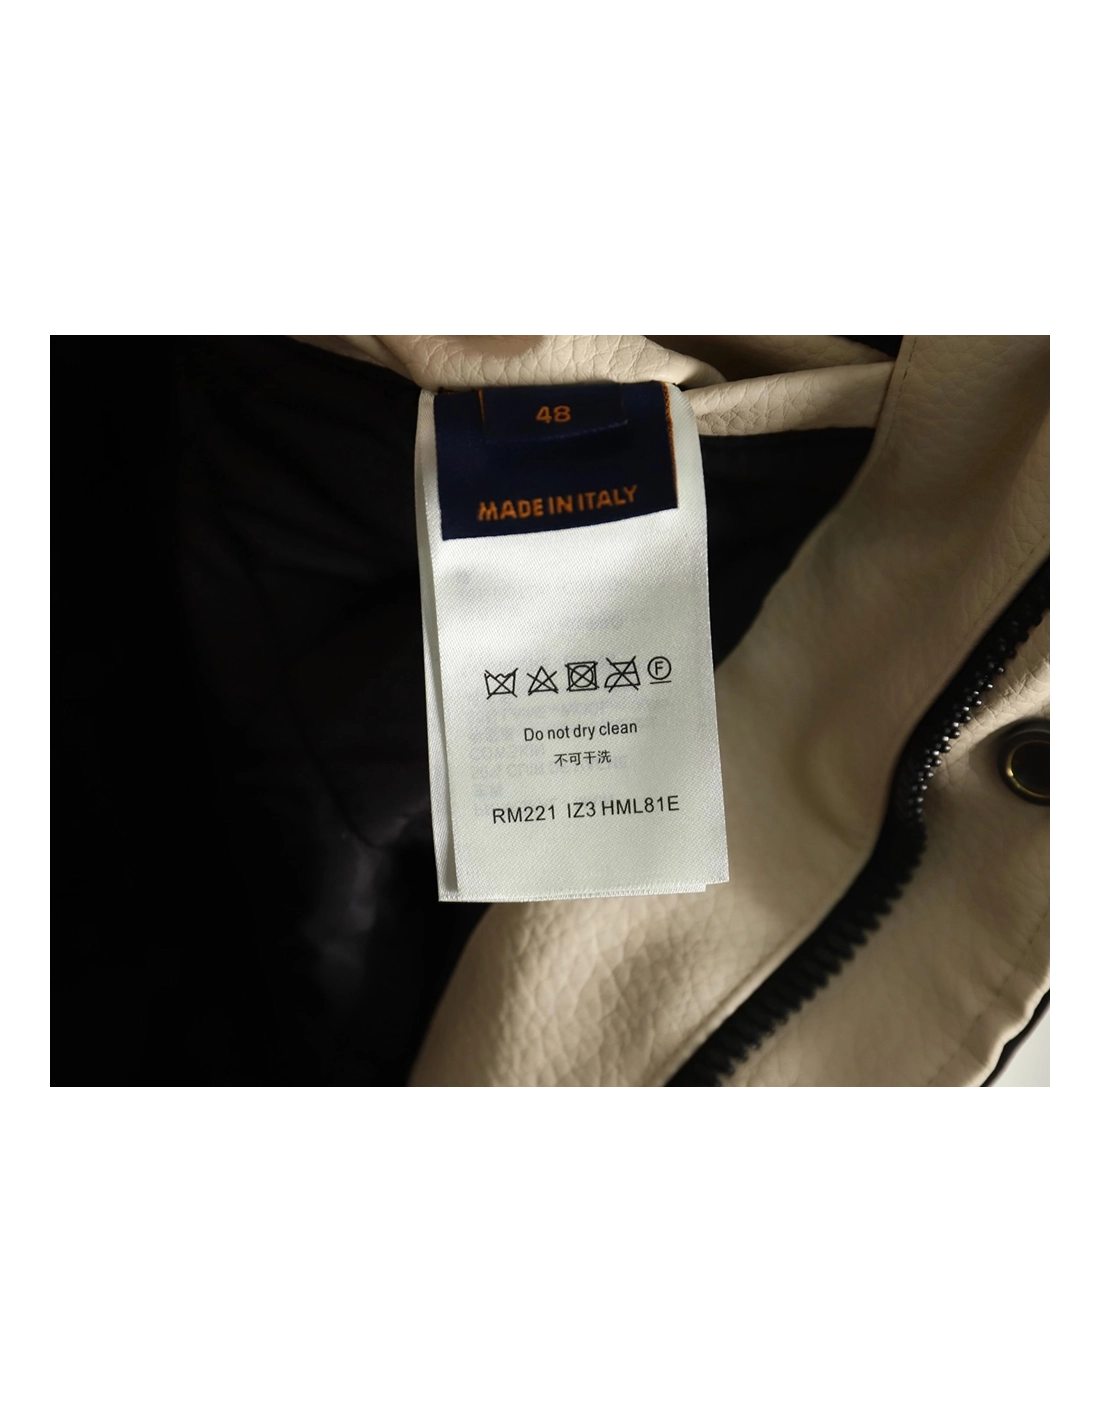 48
MADE IN ITALY
F
Do not dry clean
不可干洗
RM221 IZ3 HML81E